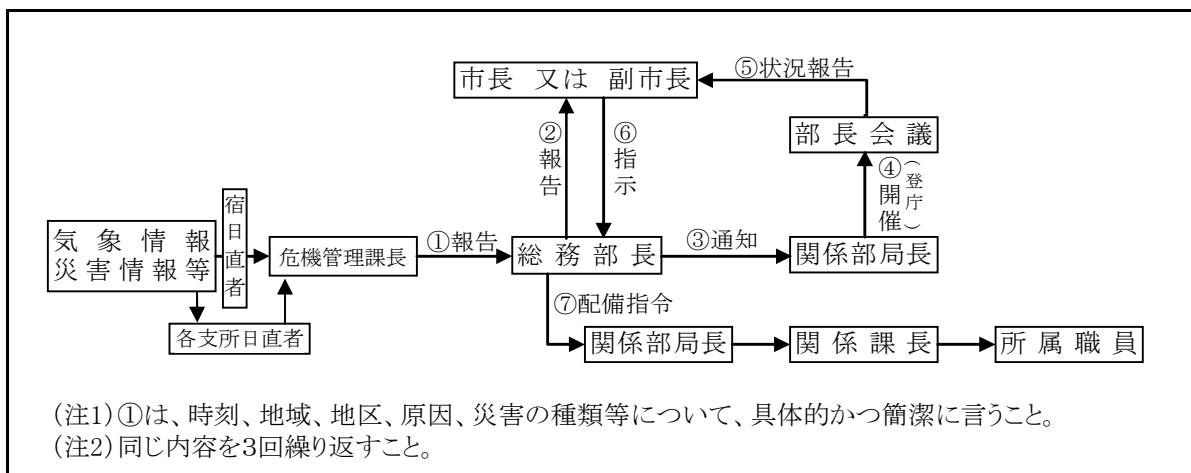 市長 又は 副市長
⑤状況報告
部長会議
②報告
⑥指示
④開催
(登庁)
気象情報
災害情報等
宿日直者
危機管理課長
①報告
総務部長
③通知
関係部局長
各支所日直者
⑦配備指令
関係部局長
関係課長
所属職員
(注1)①は、時刻、地域、地区、原因、災害の種類等について、具体的かつ簡潔に言うこと。
(注2)同じ内容を3回繰り返すこと。